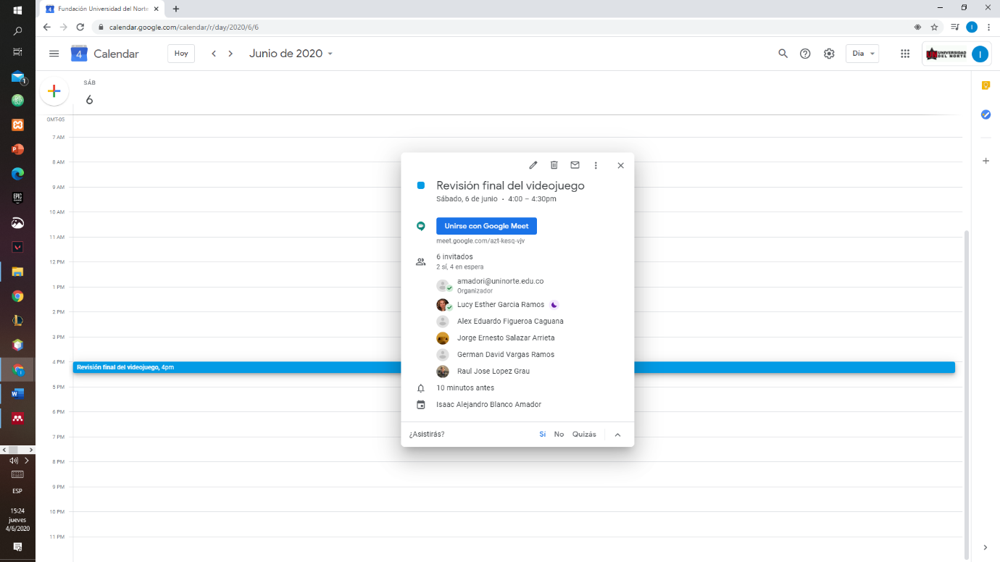 Fundación Universidad del Norte
calendar.google.com/calendar/r/day/2020/6/6
I
4
Calendar
Hoy
Junio de 2020
Día
UNIVERSIDAD DEL NORTE
I
SÁB
6
GMT-05
7 AM
8 AM
9 AM
10 AM
11 AM
12 PM
1 PM
2 PM
3 PM
4 PM
5 PM
6 PM
7 PM
8 PM
9 PM
10 PM
11 PM
Revisión final del videojuego, 4pm
Revisión final del videojuego
Sábado, 6 de junio · 4:00 – 4:30pm
Unirse con Google Meet
meet.google.com/azt-kesq-vjv
6 invitados
2 sí, 4 en espera
amadori@uninorte.edu.co
Organizador
Lucy Esther Garcia Ramos
Alex Eduardo Figueroa Caguana
Jorge Ernesto Salazar Arrieta
German David Vargas Ramos
Raul Jose Lopez Grau
10 minutos antes
Isaac Alejandro Blanco Amador
¿Asistirás?
Sí No Quizás
1
EPIC
ESP
15:24
jueves
4/6/2020